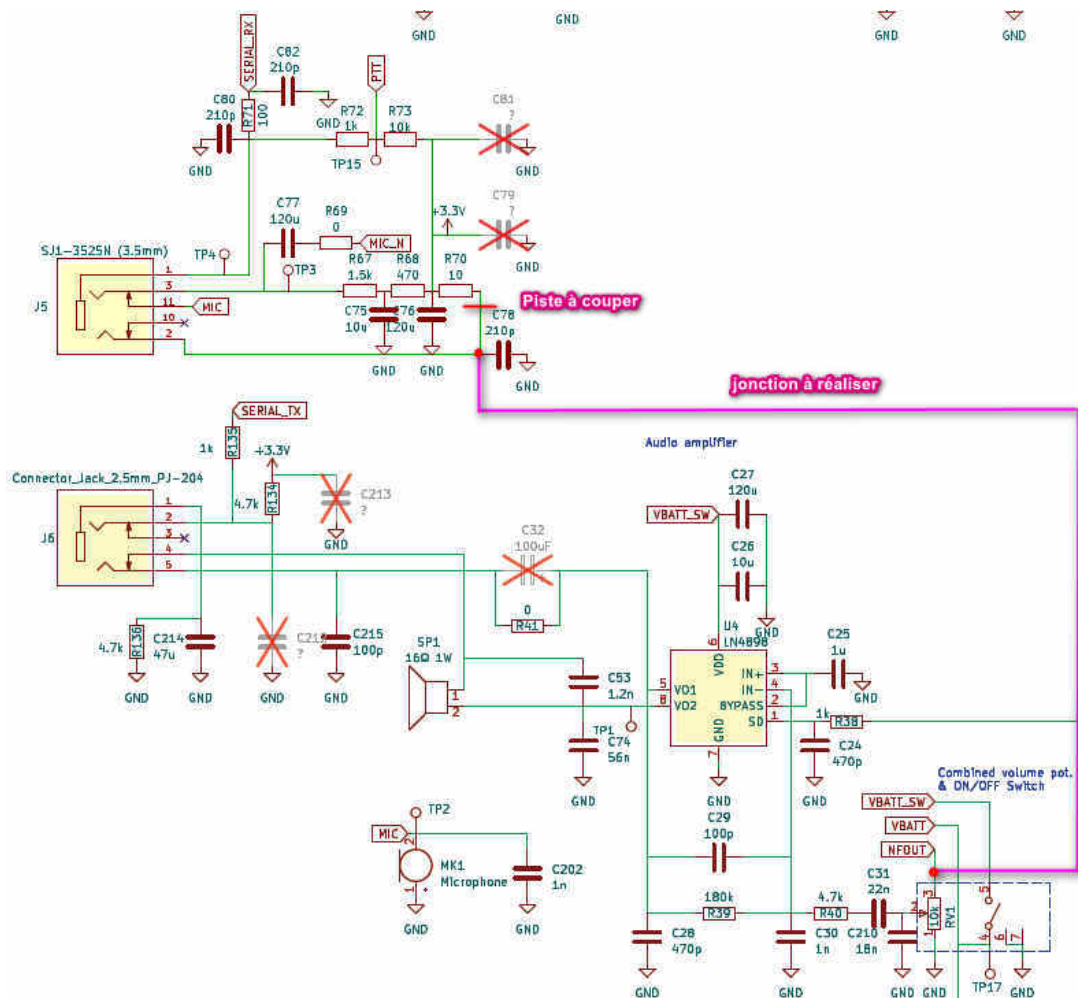 GND
GND
GND
GND
SERIAL_RX
C82
210p
PTT
C80
210p
R71
100
GND
R72
1k
R73
10k
C81
?
GND
TP15
GND
C79
?
+3.3V
GND
C77
120u
R69
0
MIC_N
SJ1-3525N (3.5mm)
TP4
TP3
R67
1.5k
R68
470
R70
10
1
3
11
10
2
MIC
J5
C75
10u
C76
120u
GND
GND
Piste à couper
C78
210p
GND
jonction à réaliser
SERIAL_TX
R135
1k
+3.3V
Connector_Jack_2.5mm_PJ-204
4.7k
R134
C213
?
GND
J6
1
2
3
4
5
Audio amplifier
C27
120u
VBATT_SW
C26
10u
GND
C32
100uF
0
R41
4.7k
R136
GND
C214
47u
GND
?
GND
C215
100p
GND
SP1
16Ω 1W
1
2
C53
1.2n
TP1
C74
56n
GND
U4
LN4898
6
VDD
5
VO1
8
VO2
IN+
3
IN-
4
BYPASS
2
SD
1
GND
7
GND
C25
1u
GND
1k
R38
C24
470p
GND
Combined volume pot.
& ON/OFF Switch
VBATT_SW
VBATT
NFOUT
C29
100p
TP2
MIC
2
MK1
Microphone
1
GND
C202
1n
GND
180k
R39
C28
470p
GND
4.7k
R40
C31
22n
C30
1n
GND
C210
18n
GND
2
3
10k
1
RV1
GND
5
4
6
7
TP17
GND